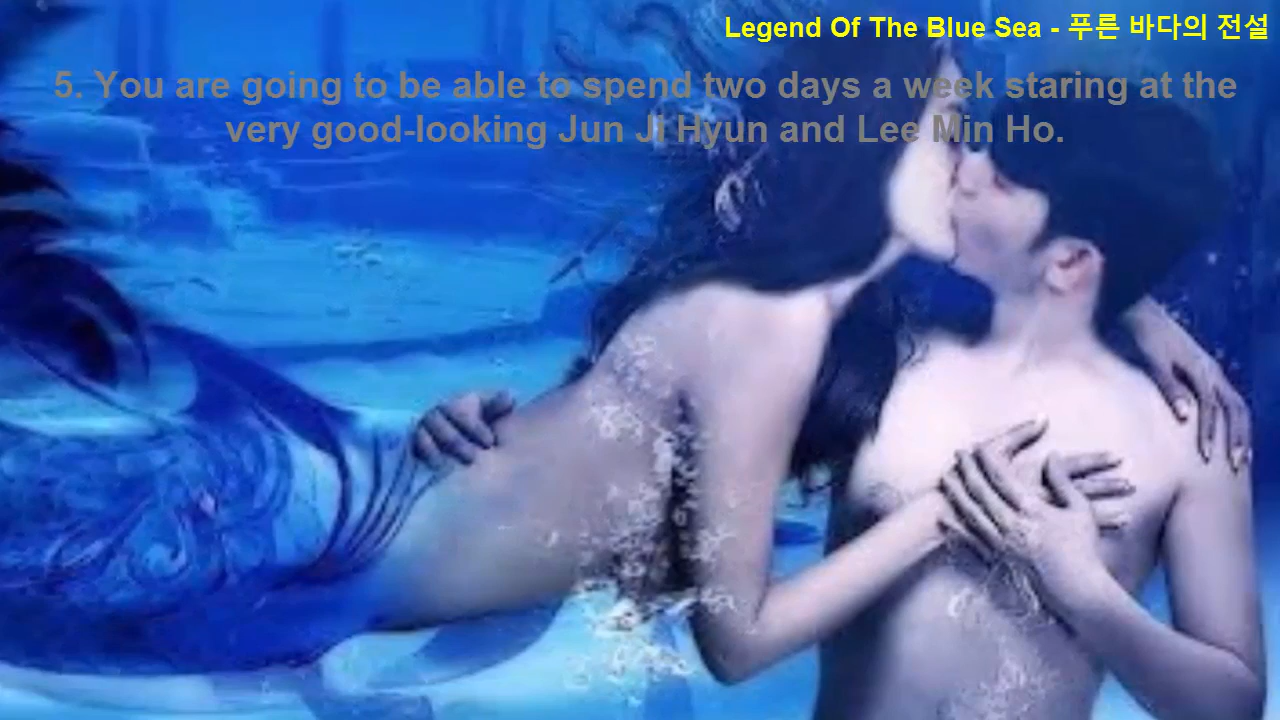 Legend Of The Blue Sea - 푸른 바다의 전설
5. You are going to be able to spend two days a week staring at the
very good-looking Jun Ji Hyun and Lee Min Ho.